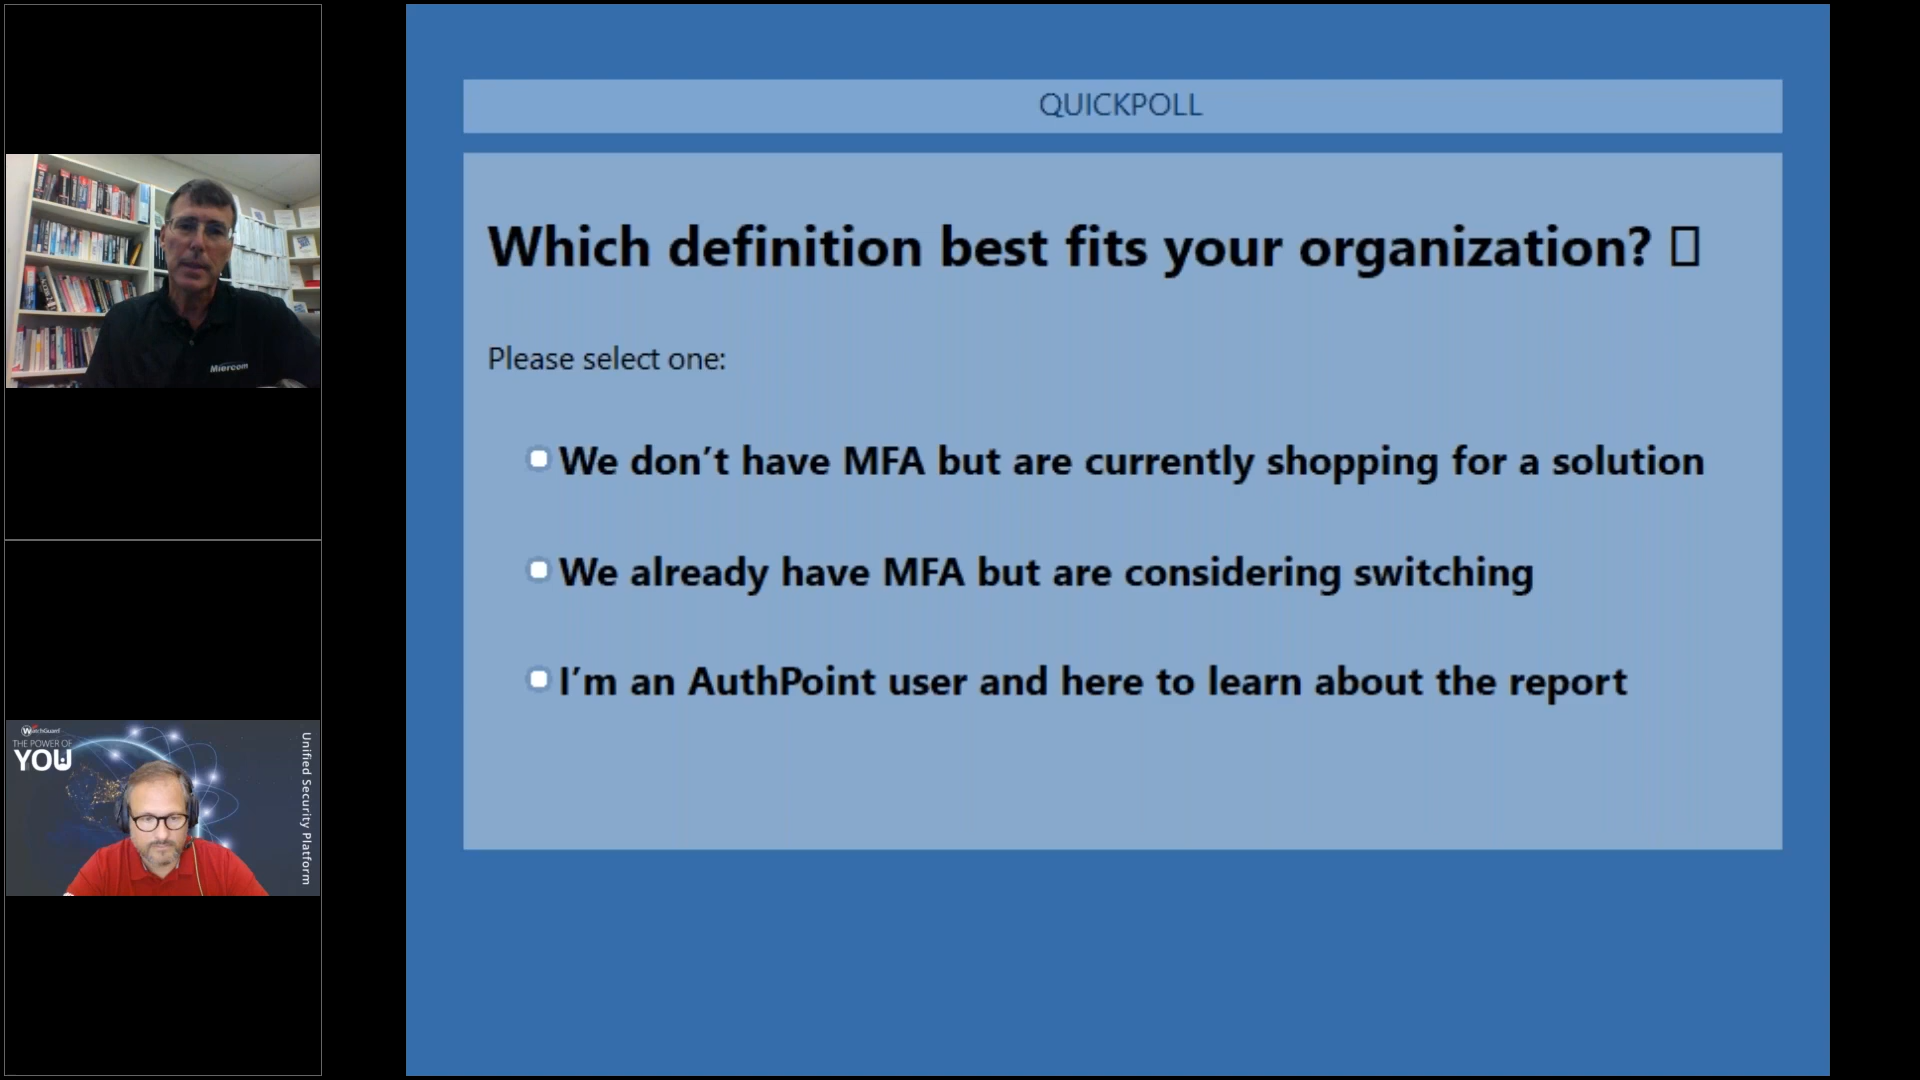 QUICKPOLL
Which definition best fits your organization?
Please select one:
We don’t have MFA but are currently shopping for a solution
We already have MFA but are considering switching
I’m an AuthPoint user and here to learn about the report
Miercom
WatchGuard
THE POWER OF
YOU
Unified Security Platform